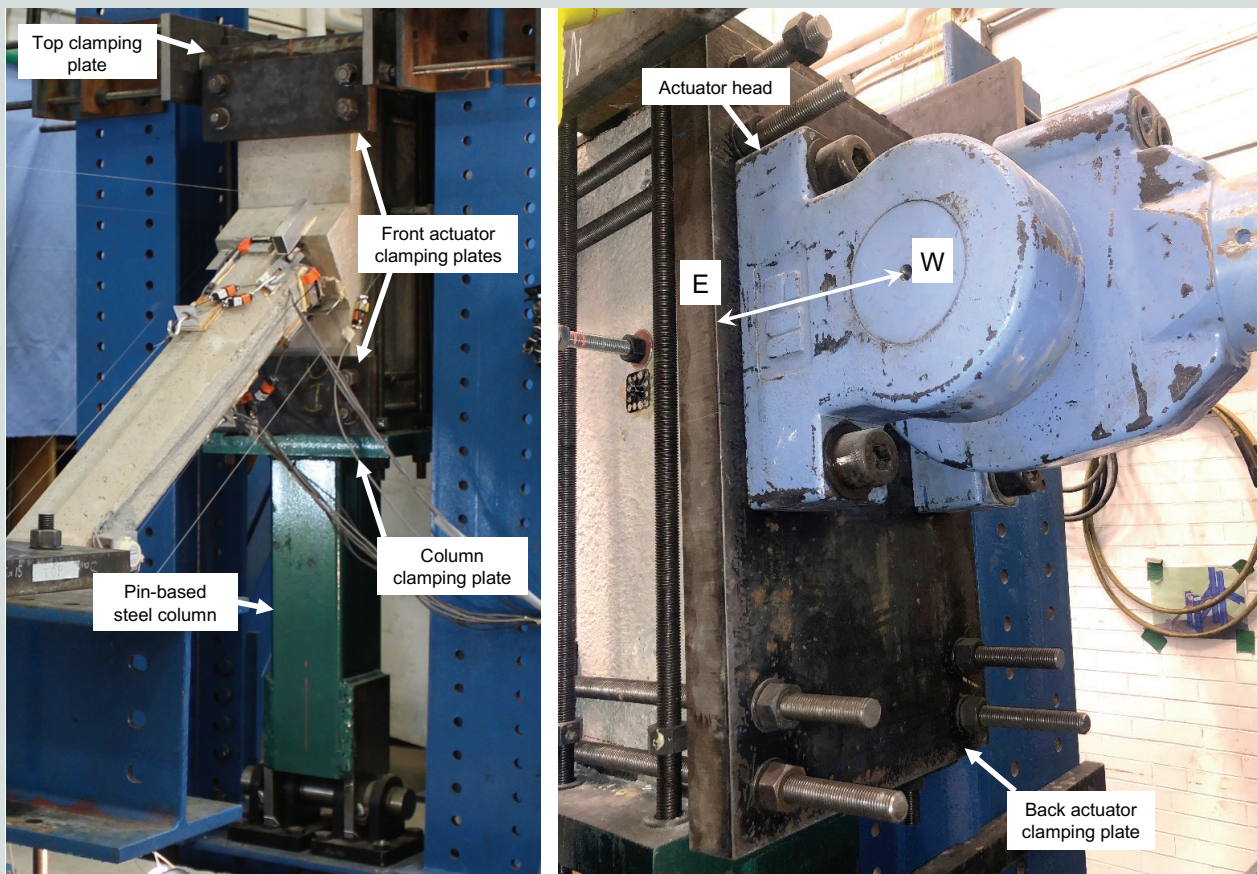 Top clamping
plate
Front actuator
clamping plates
Column
clamping plate
Pin-based
steel column
Actuator head
E
W
Back actuator
clamping plate
N